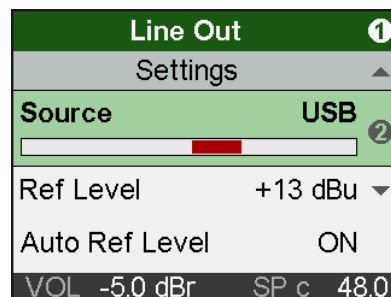 Line Out 1
Settings
Source USB
2
Ref Level +13 dBu
Auto Ref Level ON
VOL -5.0 dBr SP c 48.0